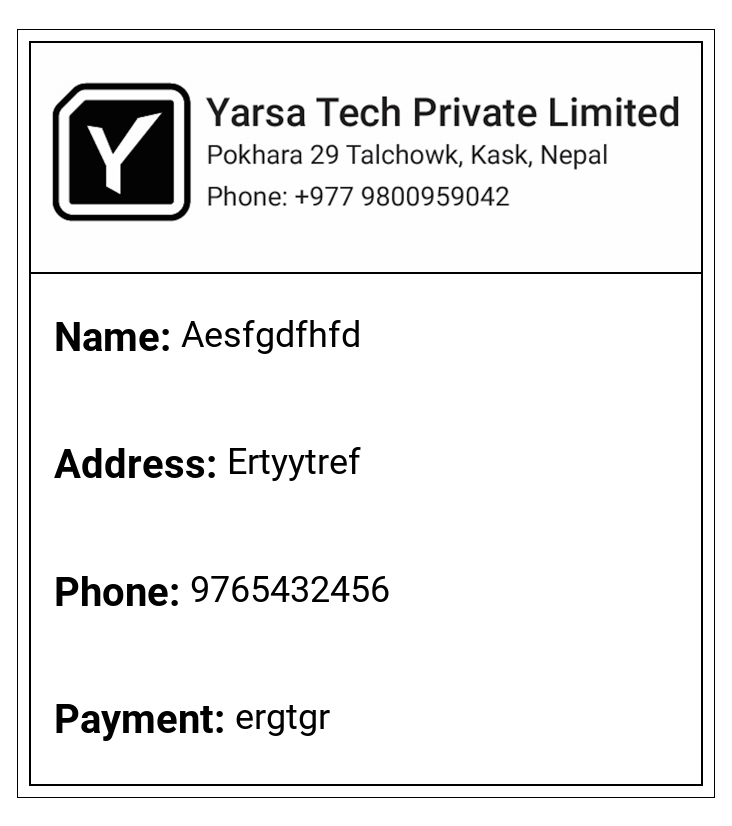 Y
Yarsa Tech Private Limited
Pokhara 29 Talchowk, Kask, Nepal
Phone: +977 9800959042
Name: Aesfgdfhfd
Address: Ertyytref
Phone: 9765432456
Payment: ergtgr